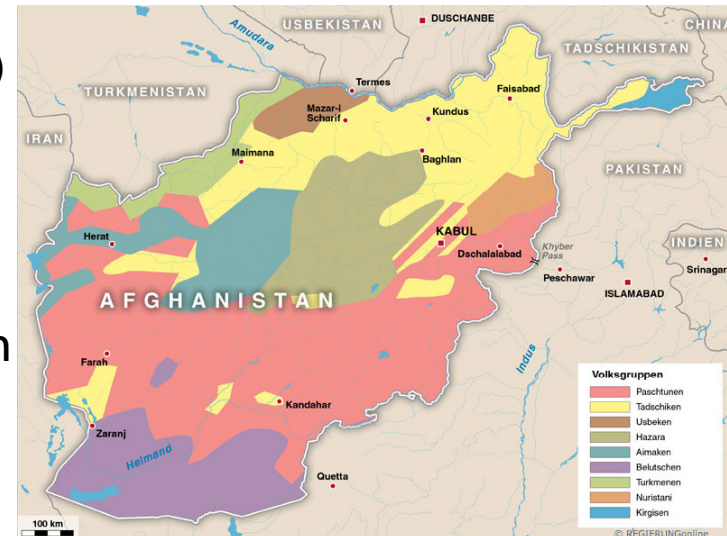 )
n
USBEKISTAN
DUSCHANBE
CHINA
Amudara
TADSCHIKISTAN
Termes
TURKMENISTAN
Faisabad
Mazar-i
Scharif
Kundus
IRAN
Maimana
Baghlan
PAKISTAN
Herat
KABUL
INDIEN
Dschalalabad
Khyber
Pass
Srinagar
Peschawar
ISLAMABAD
AFGHANISTAN
Farah
Indus
Volksgruppen
Paschtunen
Tadschiken
Usbeken
Hazara
Aimaken
Belutschen
Turkmenen
Nuristani
Kirgisen
Kandahar
Zaranj
Helmand
Quetta
100 km
© REGIERUNGonline